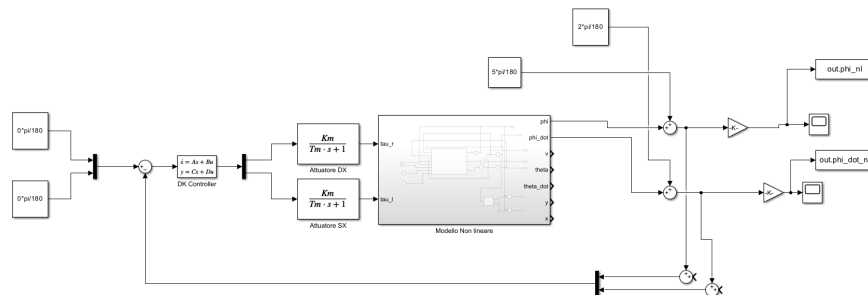 2*pi/180
out.phi_nl
5*pi/180
phi
-K-
0*pi/180
Km
Tm · s + 1
tau_r
phi_dot
Attuatore DX
v
out.phi_dot_n
ẋ = Ax + Bu
y = Cx + Du
DK Controller
theta
theta_dot
-K-
0*pi/180
Km
Tm · s + 1
tau_l
y
Attuatore SX
x
Modello Non lineare